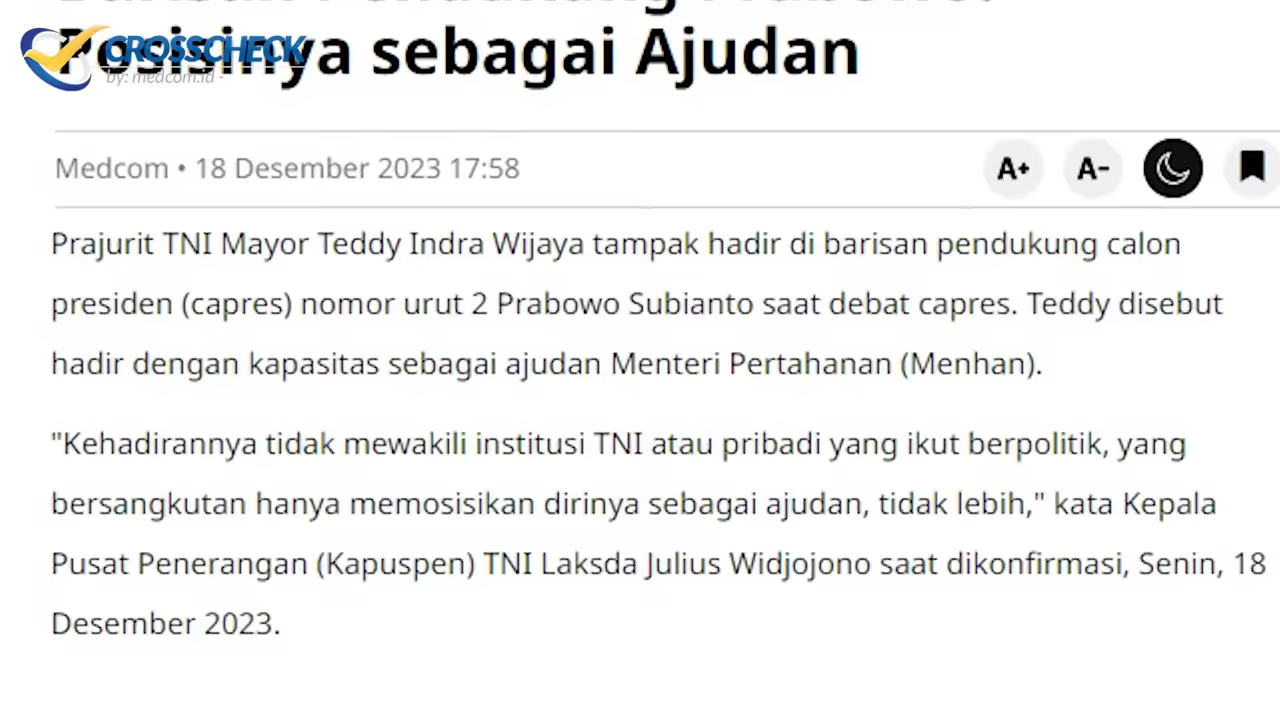 Posisinya sebagai Ajudan
CROSSCHECK
by: medcom.id -
Medcom • 18 Desember 2023 17:58
A+ A-
Prajurit TNI Mayor Teddy Indra Wijaya tampak hadir di barisan pendukung calon
presiden (capres) nomor urut 2 Prabowo Subianto saat debat capres. Teddy disebut
hadir dengan kapasitas sebagai ajudan Menteri Pertahanan (Menhan).
"Kehadirannya tidak mewakili institusi TNI atau pribadi yang ikut berpolitik, yang
bersangkutan hanya memosisikan dirinya sebagai ajudan, tidak lebih," kata Kepala
Pusat Penerangan (Kapuspen) TNI Laksda Julius Widjojono saat dikonfirmasi, Senin, 18
Desember 2023.